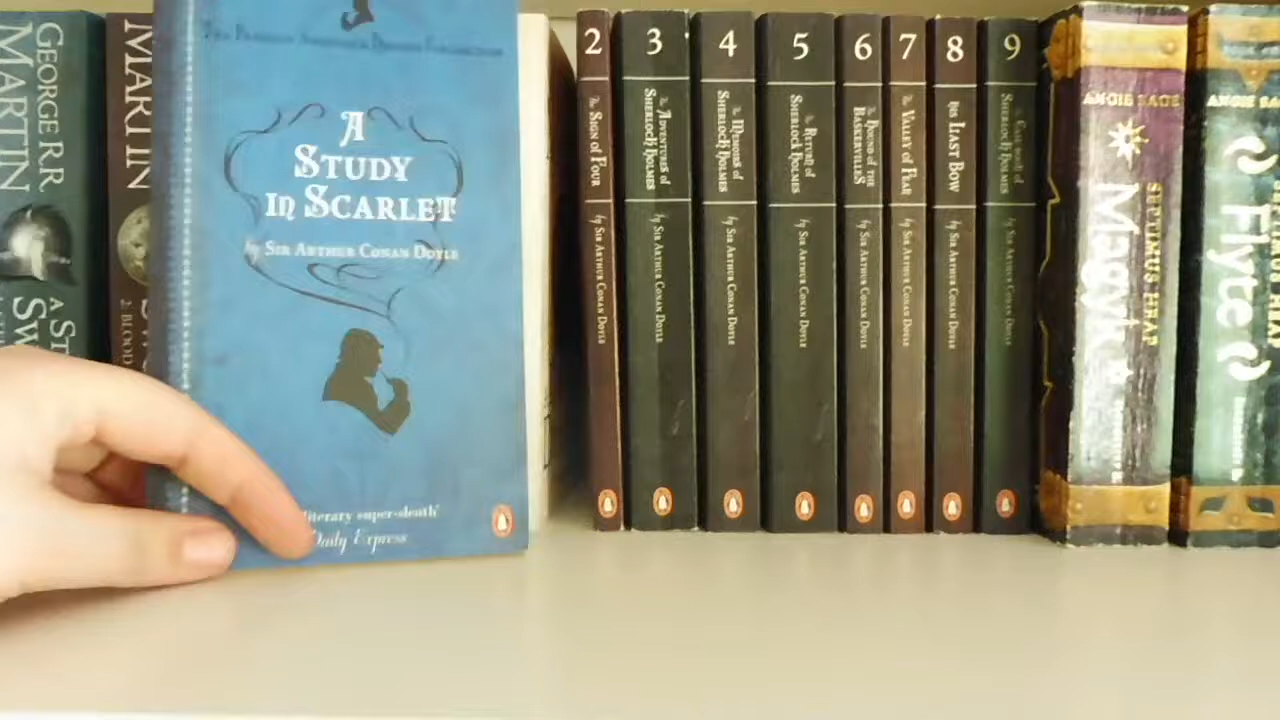 GEORGE R.R.
MARTIN
A ST
SW
MARTIN
2: BLOOD
A
STUDY
IN SCARLET
by SIR ARTHUR CONAN DOYLE
literary super-sleuth'
Daily Express
2
The SIGN of FOUR
by SIR ARTHUR CONAN DOYLE
3
The ADVENTURES of
SHERLOCK HOLMES
by SIR ARTHUR CONAN DOYLE
4
The MEMOIRS of
SHERLOCK HOLMES
by SIR ARTHUR CONAN DOYLE
5
The RETURN of
SHERLOCK HOLMES
by SIR ARTHUR CONAN DOYLE
6
The HOUND of the
BASKERVILLES
by SIR ARTHUR CONAN DOYLE
7
The VALLEY of FEAR
by SIR ARTHUR CONAN DOYLE
8
HIS LAST BOW
by SIR ARTHUR CONAN DOYLE
9
SHERLOCK HOLMES
by SIR ARTHUR CONAN DOYLE
ANGIE SAGE
SEPTIMUS HEAP
Magyk
ANGIE SAGE
SEPTIMUS HEAP
Flyte